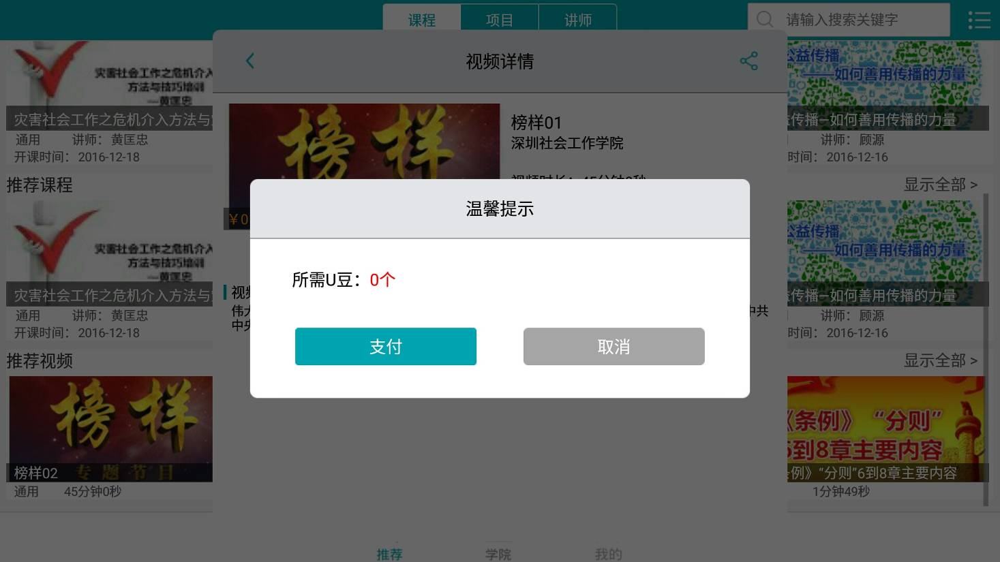 课程
项目
讲师
请输入搜索关键字
视频详情
灾害社会工作之危机介入
方法与技巧培训
—黄匡忠
灾害社会工作之危机介入方法与
通用 讲师：黄匡忠
开课时间：2016-12-18
榜样
榜样01
深圳社会工作学院
视频时长：45分钟0秒
¥0
公益传播
——如何善用传播的力量
传播—如何善用传播的力量
讲师：顾源
时间：2016-12-16
推荐课程
显示全部 >
灾害社会工作之危机介入
方法与技巧培训
—黄匡忠
灾害社会工作之危机介入方法与
通用 讲师：黄匡忠
开课时间：2016-12-18
公益传播
——如何善用传播的力量
传播—如何善用传播的力量
讲师：顾源
时间：2016-12-16
温馨提示
所需U豆：0个
支付
取消
视
伟
中共
中央
推荐视频
显示全部 >
榜样
专题节目
榜样02
通用 45分钟0秒
《条例》“分则”
6到8章主要内容
例》“分则”6到8章主要内容
1分钟49秒
推荐
学院
我的